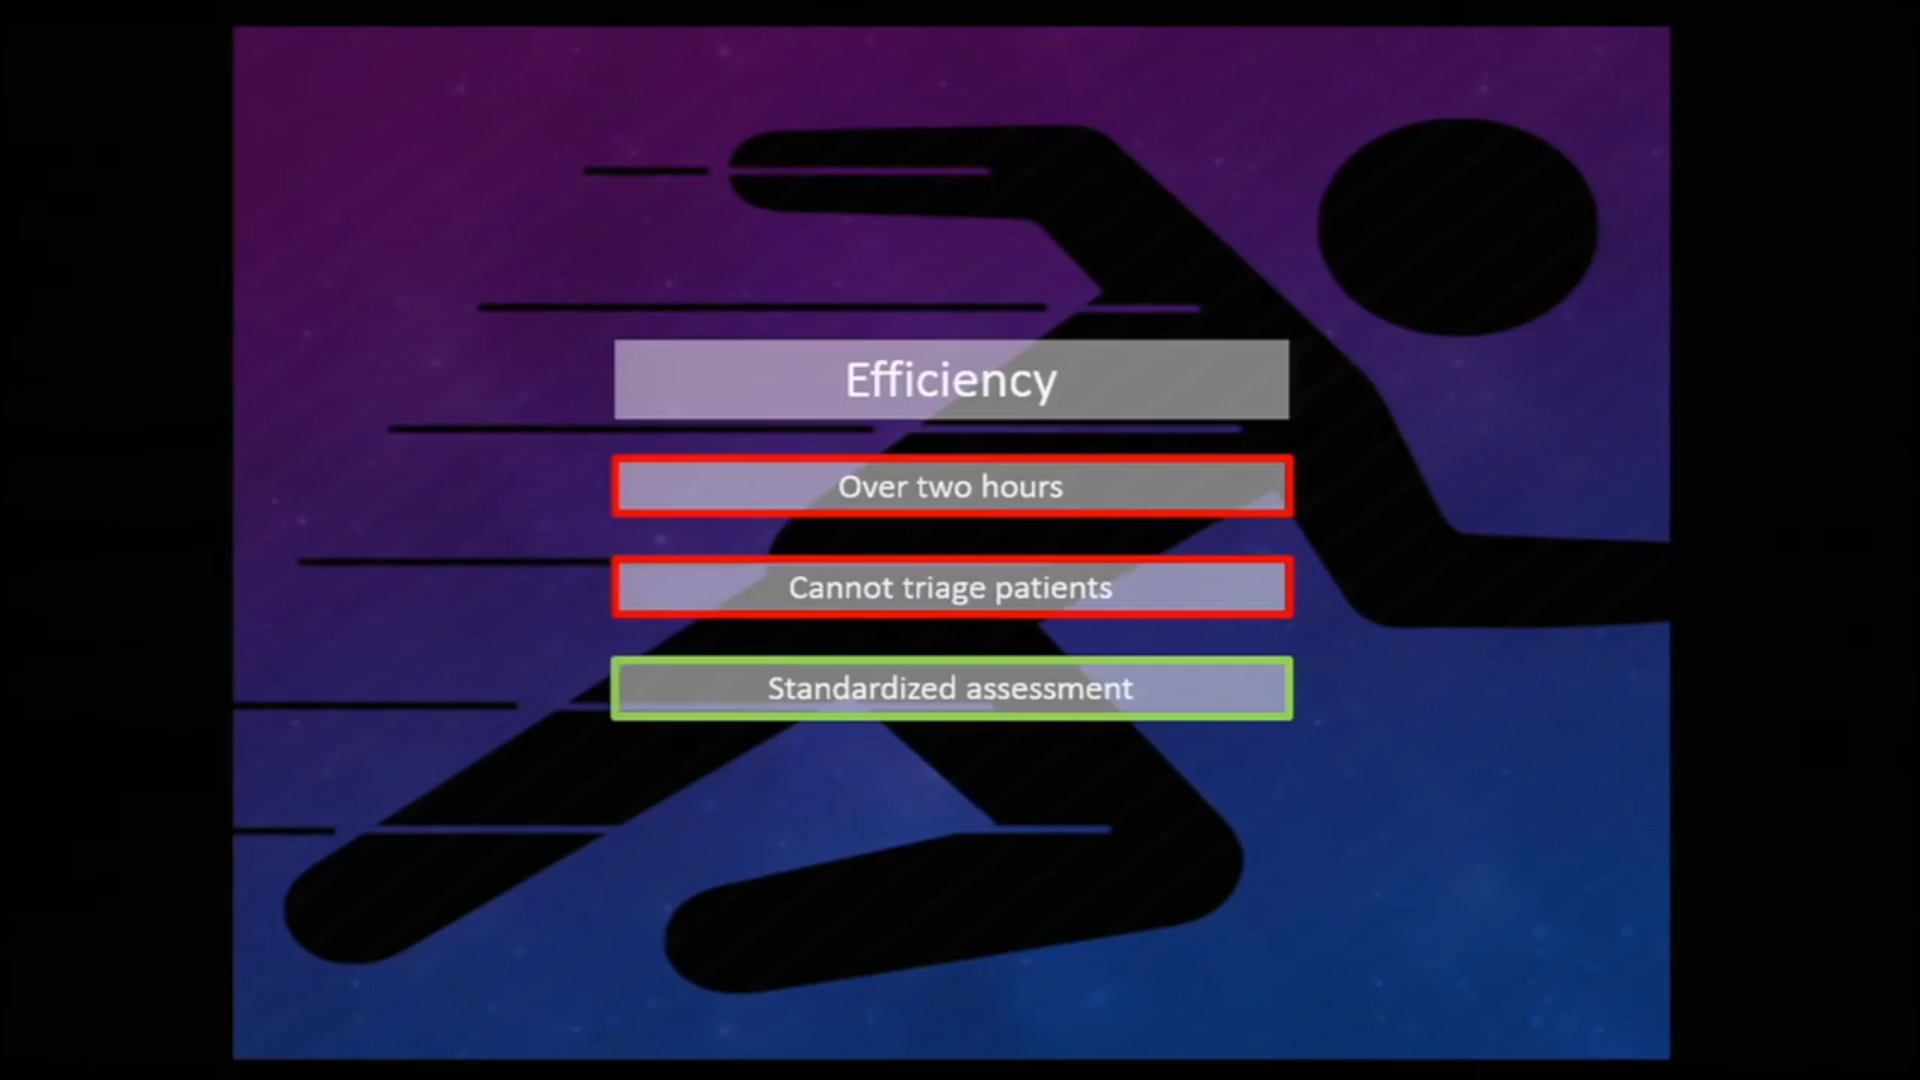 Efficiency
Over two hours
Cannot triage patients
Standardized assessment